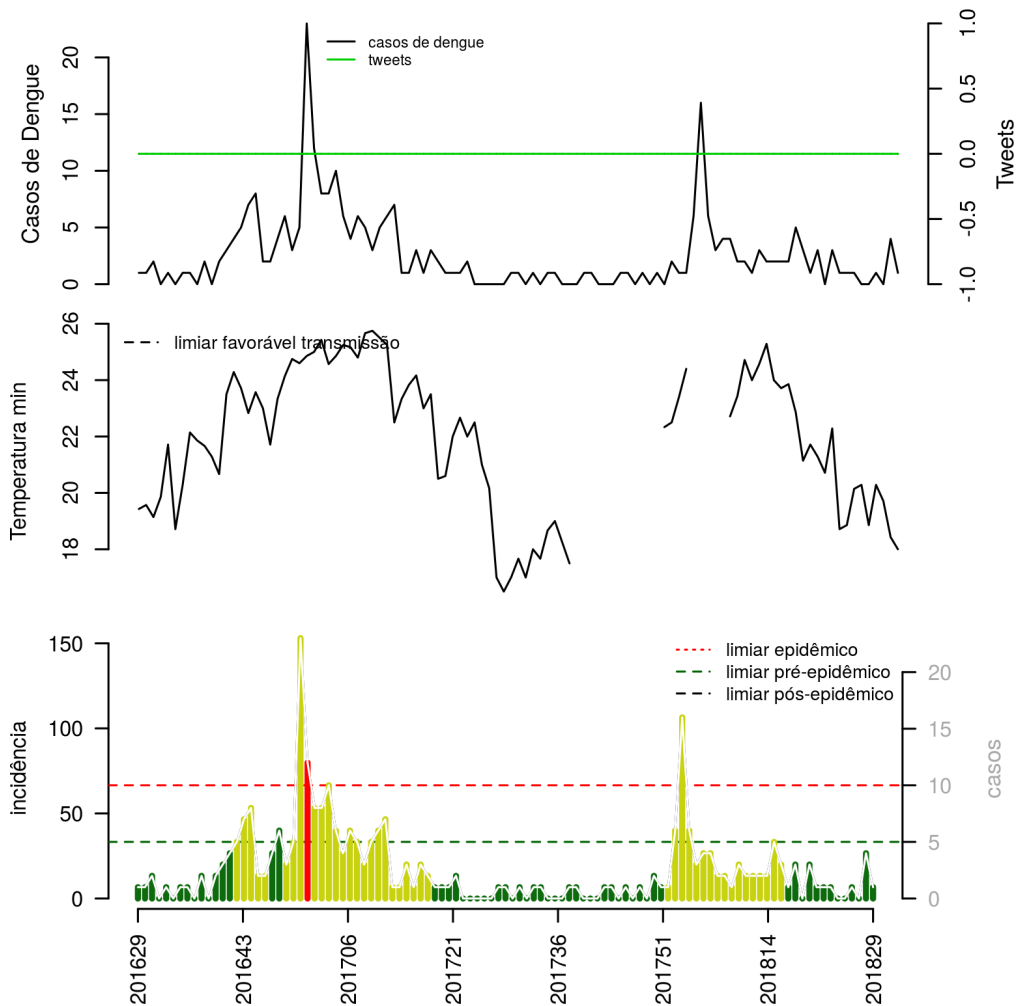 casos de dengue
tweets
Casos de Dengue
0
5
10
15
20
-1.0
-0.5
0.0
0.5
1.0
Tweets
limiar favorável transmissão
Temperatura min
18
20
22
24
26
limiar epidêmico
limiar pré-epidêmico
limiar pós-epidêmico
incidência
0
50
100
150
0
5
10
15
20
casos
201629
201643
201706
201721
201736
201751
201814
201829